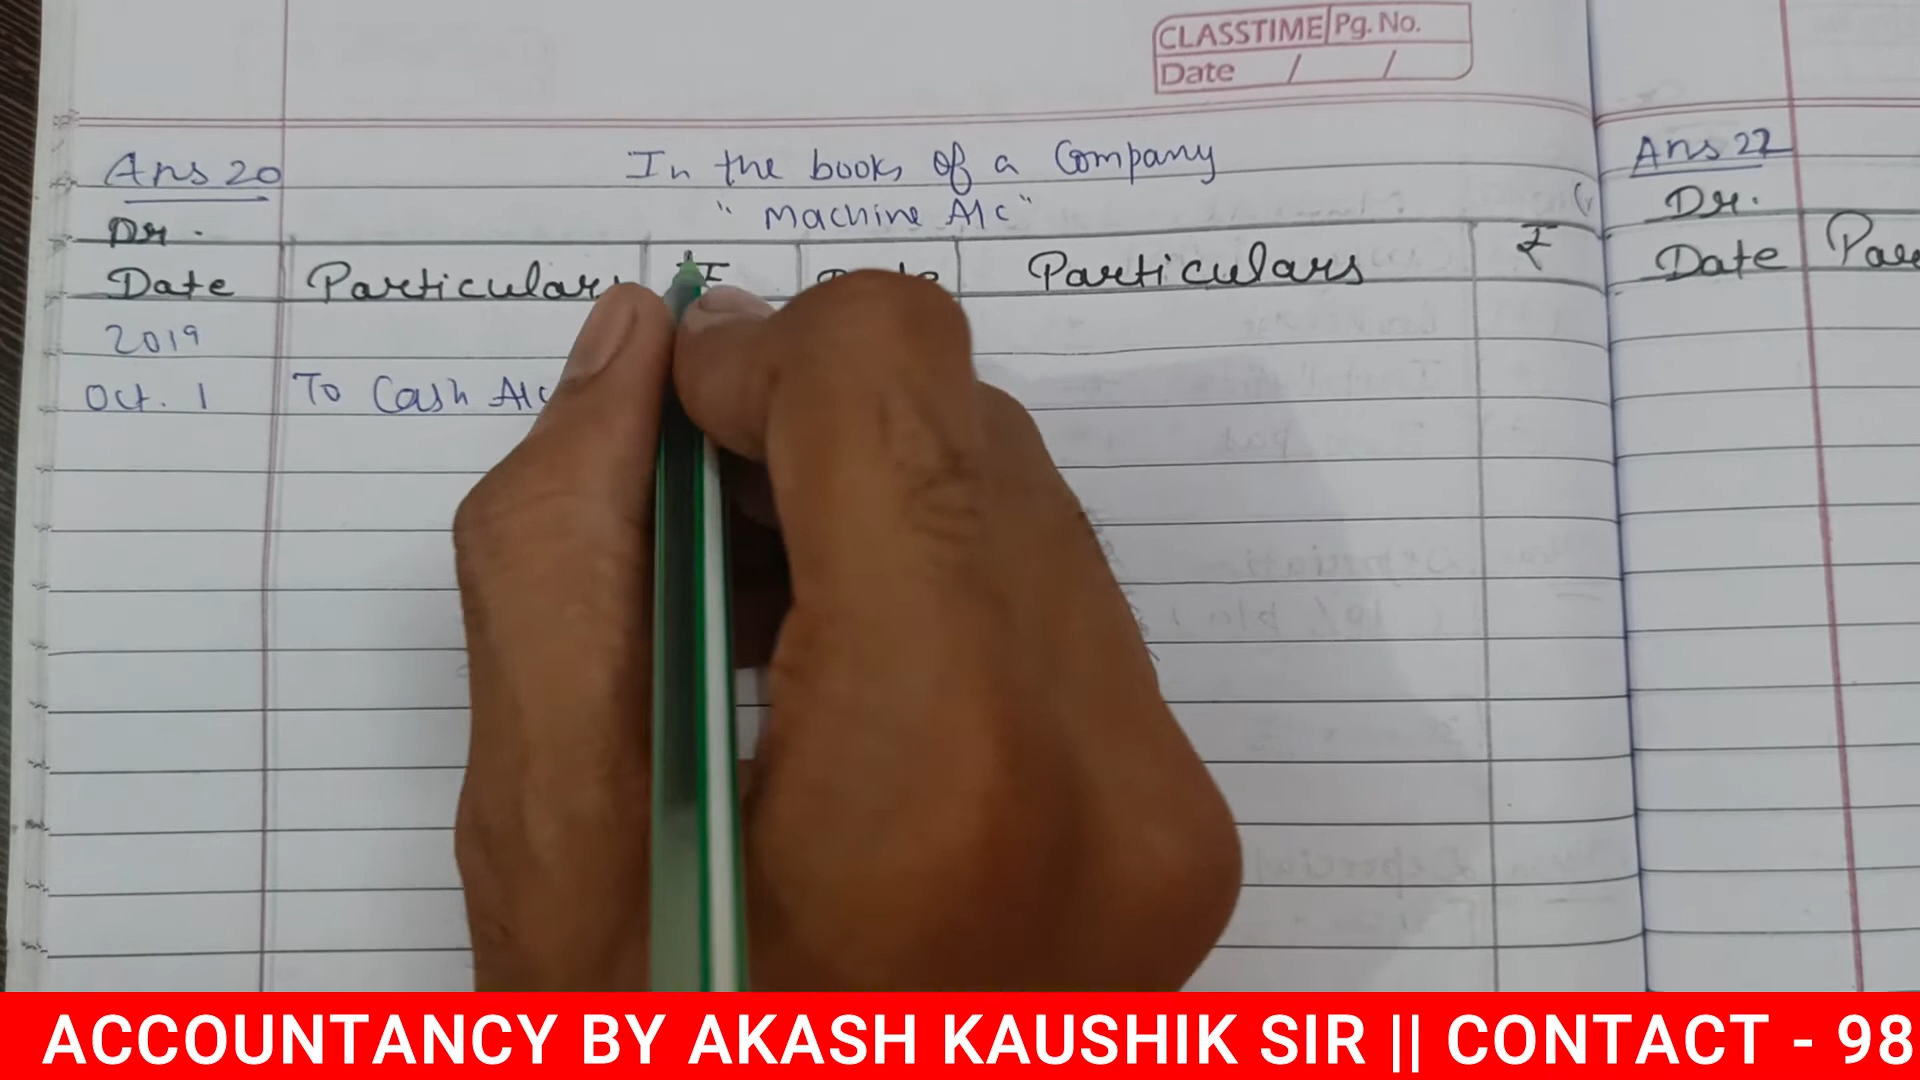 CLASSTIME Pg. No.
Date / /
Ans 20 In the books of a Company
" Machine A/c "
Dr.
Date Particulars ₹ Particulars ₹
2019
Oct. 1 To Cash A/c
Ans 22
Dr.
Date
ACCOUNTANCY BY AKASH KAUSHIK SIR || CONTACT - 98